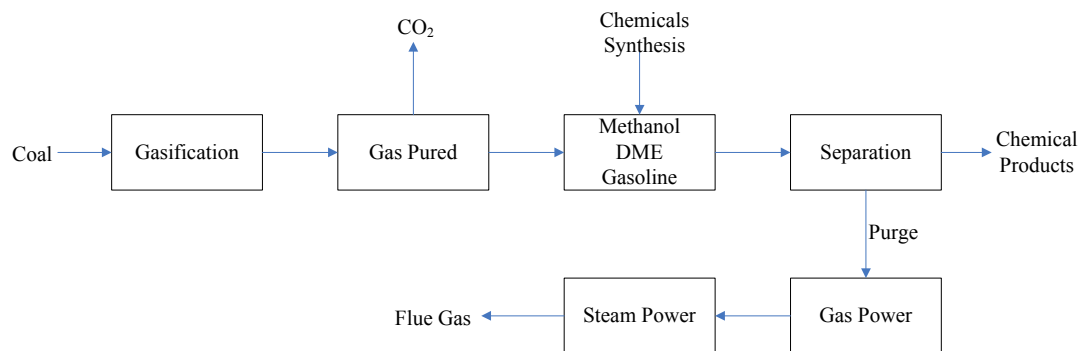 Chemicals
Synthesis
CO₂
Coal
Gasification
Gas Pured
Methanol
DME
Gasoline
Separation
Chemical
Products
Purge
Flue Gas
Steam Power
Gas Power